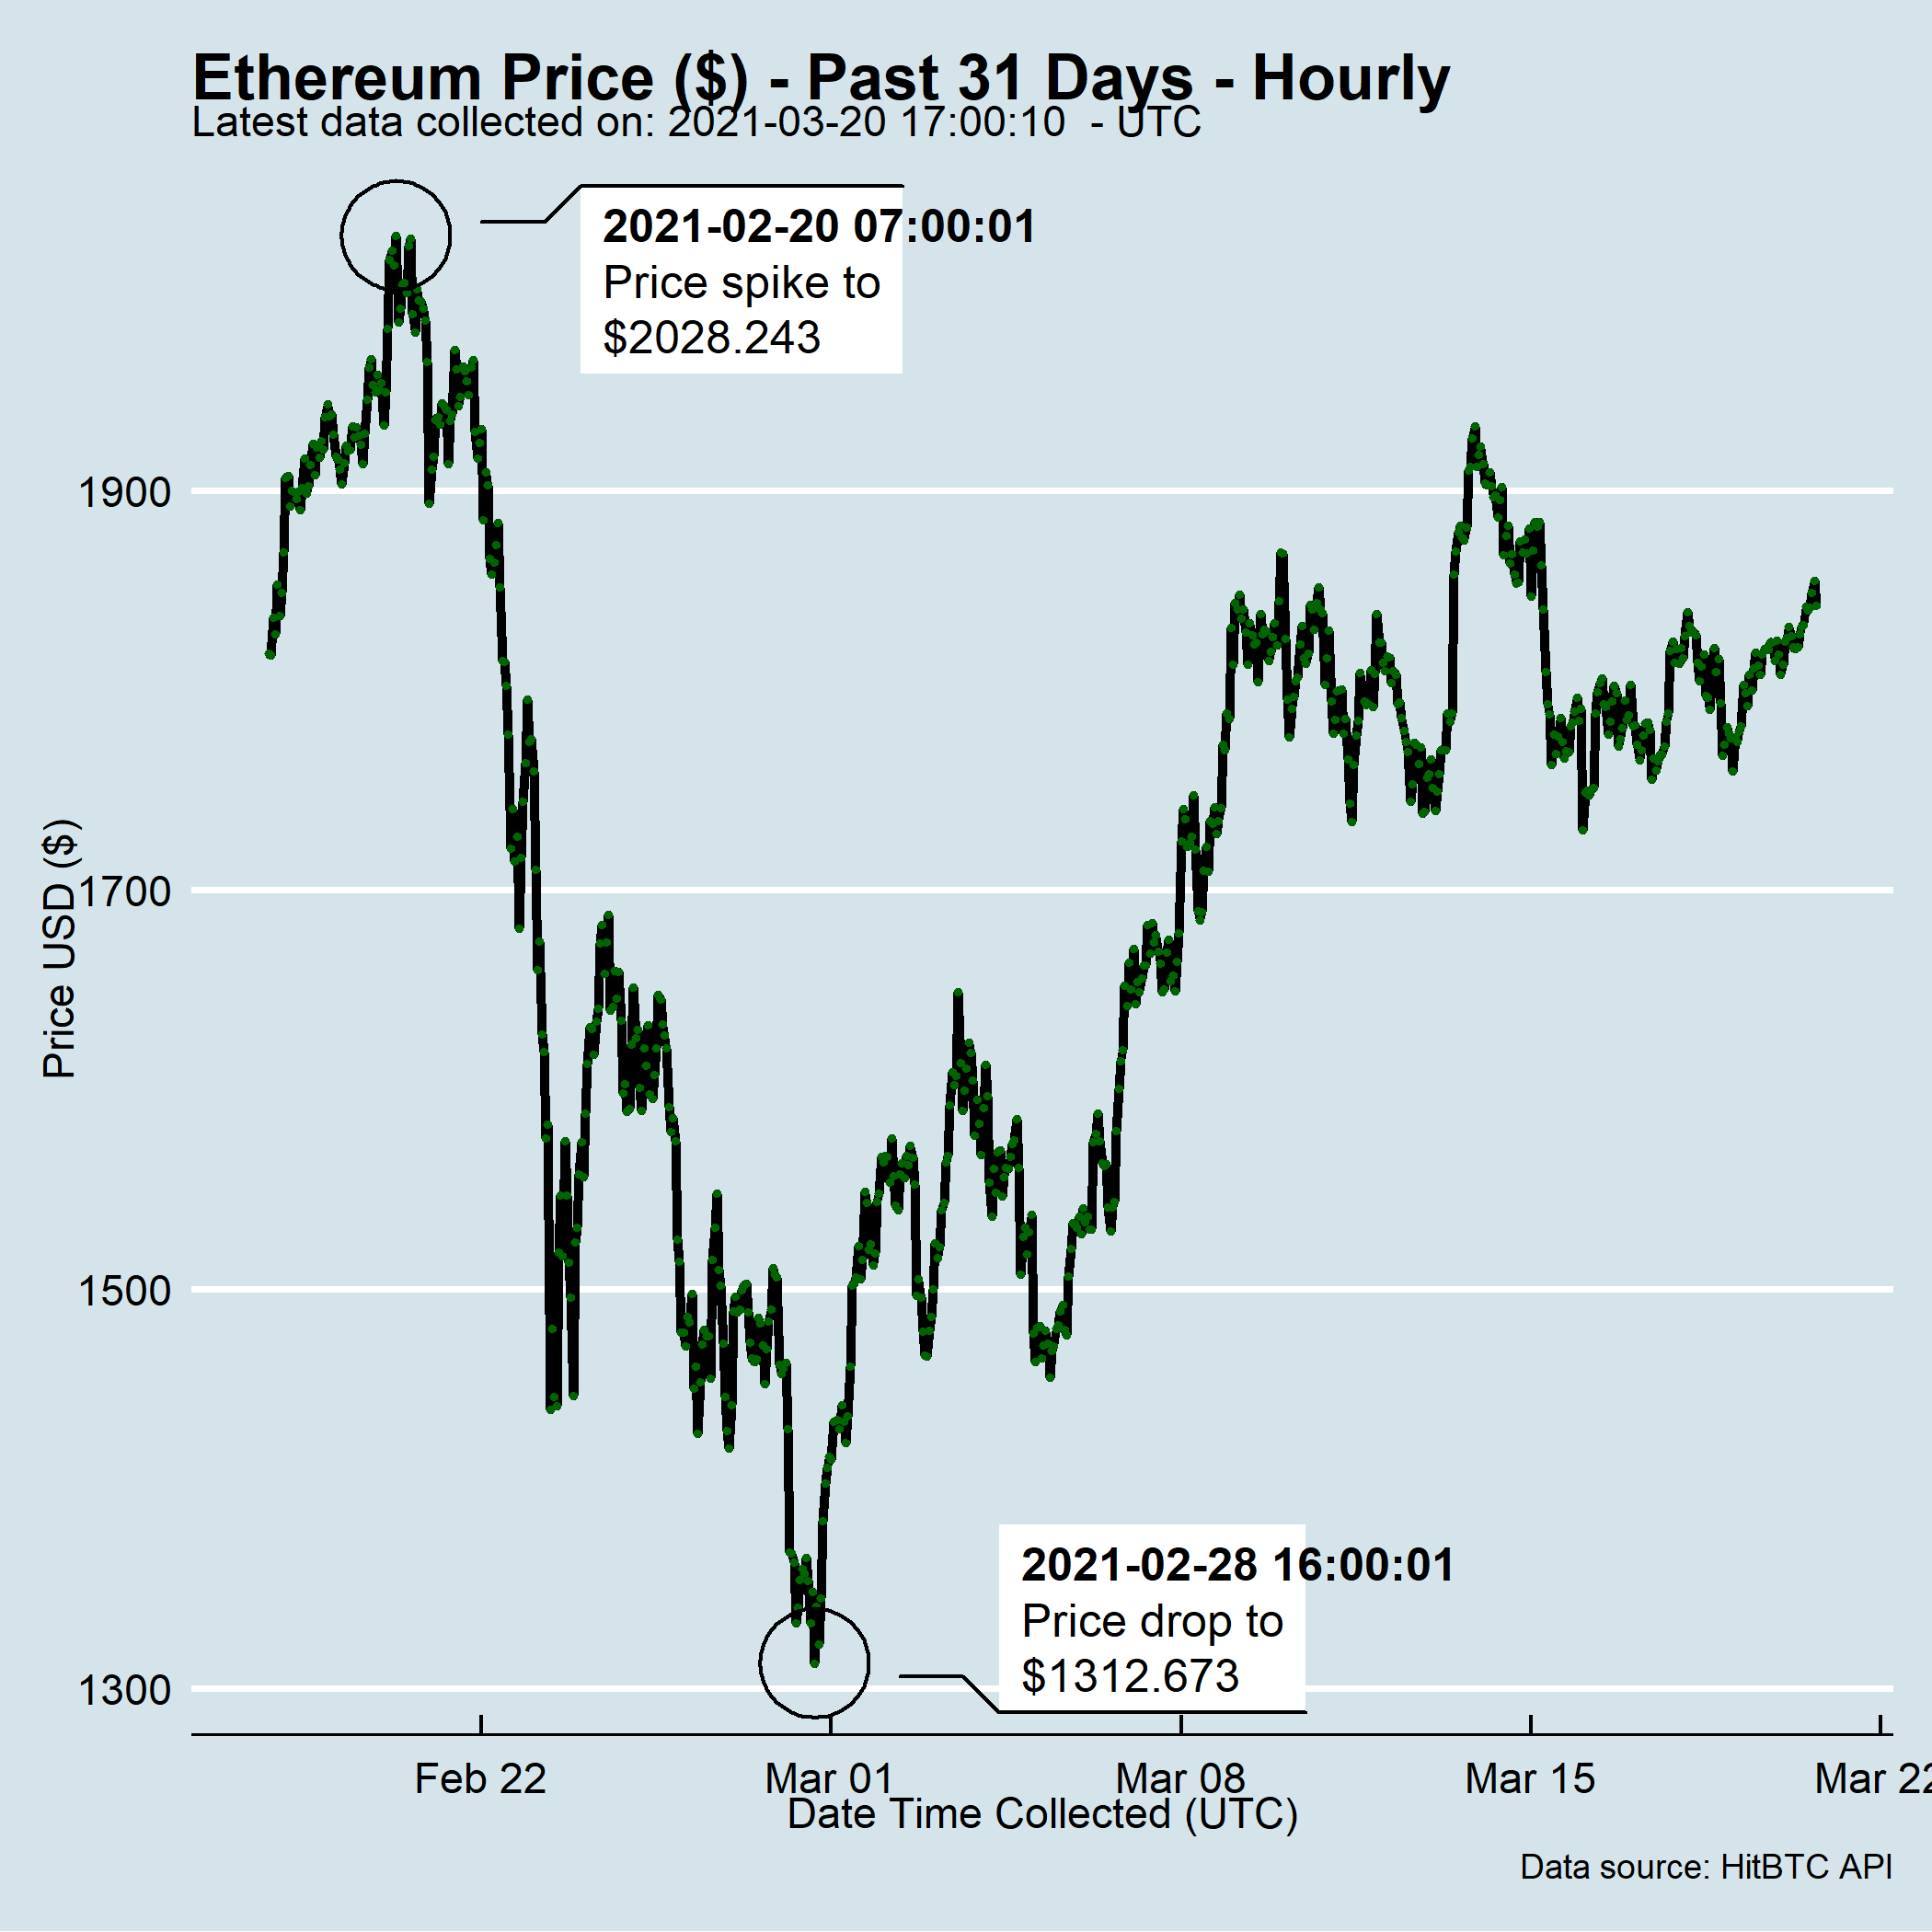 Ethereum Price ($) - Past 31 Days - Hourly
Latest data collected on: 2021-03-20 17:00:10  - UTC
2021-02-20 07:00:01
Price spike to
$2028.243
1900
1700
1500
1300
Price USD ($)
2021-02-28 16:00:01
Price drop to
$1312.673
Feb 22
Mar 01
Mar 08
Mar 15
Mar 22
Date Time Collected (UTC)
Data source: HitBTC API